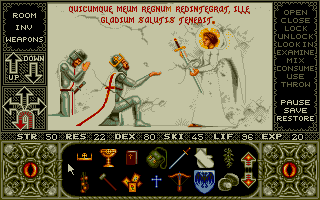 QUICUMQUE MEUM REGNUM REDINTEGRAT, ILLE
GLADIUM SALUTIS TENEBIT.
ROOM
INV
WEAPONS
UP
DOWN
OPEN
CLOSE
LOCK
UNLOCK
LOOK IN
EXAMINE
MIX
CONSUME
USE
THROW
PAUSE
SAVE
RESTORE
STR 50 RES 22 DEX 80 SKI 45 LIF 96 EXP 20